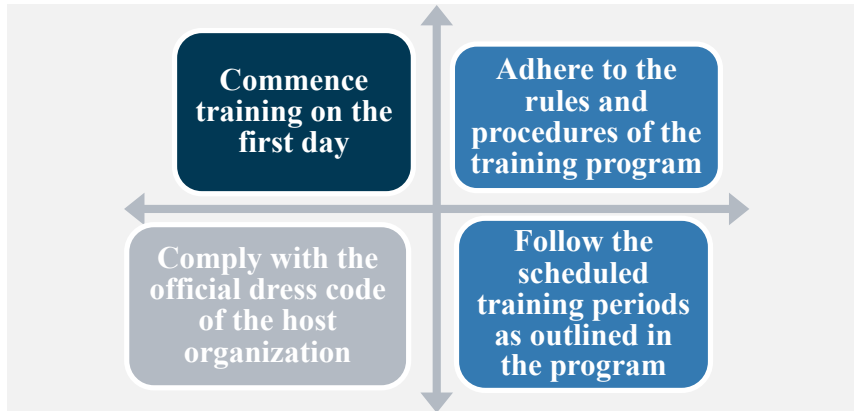 Commence
training on the
first day
Adhere to the
rules and
procedures of the
training program
Comply with the
official dress code
of the host
organization
Follow the
scheduled
training periods
as outlined in
the program